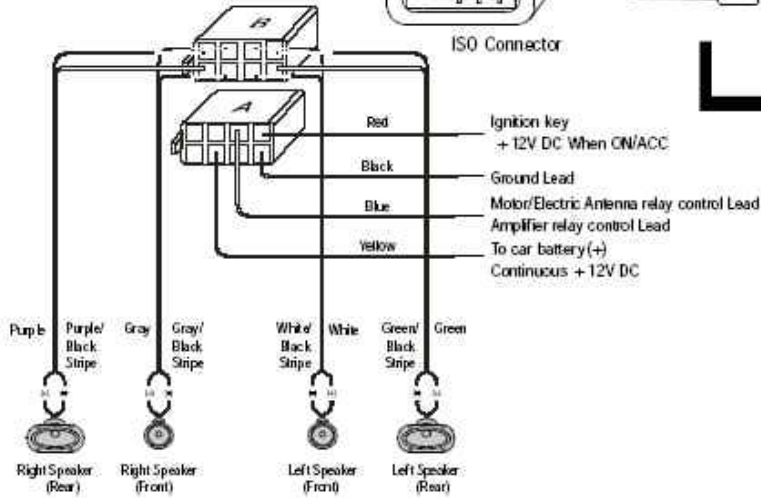 B
ISO Connector
A
Red
Ignition key
+ 12V DC When ON/ACC
Black
Ground Lead
Blue
Motor/Electric Antenna relay control Lead
Amplifier relay control Lead
Yellow
To car battery(+)
Continuous + 12V DC
Purple
Purple/
Black
Stripe
Gray
Gray/
Black
Stripe
White/
Black
Stripe
White
Green/
Black
Stripe
Green
Right Speaker
(Rear)
Right Speaker
(Front)
Left Speaker
(Front)
Left Speaker
(Rear)